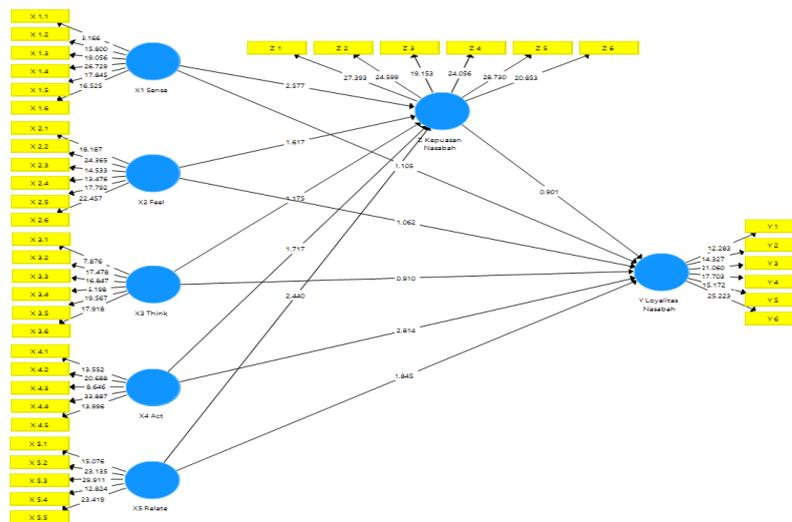 X 1.1
X 1.2
X 1.3
X 1.4
X 1.5
X 1.6
3.166
15.800
19.056
26.729
17.845
16.525
X1 Sense
X 2.1
X 2.2
X 2.3
X 2.4
X 2.5
X 2.6
18.187
24.365
14.533
13.476
17.792
22.457
X2 Feel
X 3.1
X 3.2
X 3.3
X 3.4
X 3.5
X 3.6
7.876
17.478
16.847
5.198
19.567
17.918
X3 Think
X 4.1
X 4.2
X 4.3
X 4.4
X 4.5
13.552
20.688
8.646
33.887
13.996
X4 Act
X 5.1
X 5.2
X 5.3
X 5.4
X 5.5
15.076
23.135
29.911
12.824
23.419
X5 Relate
Z 1
Z 2
Z 3
Z 4
Z 5
Z 6
27.393
24.599
19.153
24.056
28.730
20.853
Z Kepuasan
Nasabah
2.577
1.617
1.105
1.175
1.062
1.717
0.910
2.440
2.814
1.845
0.901
Y 1
Y 2
Y 3
Y 4
Y 5
Y 6
12.283
14.327
21.060
17.703
15.172
25.223
Y Loyalitas
Nasabah